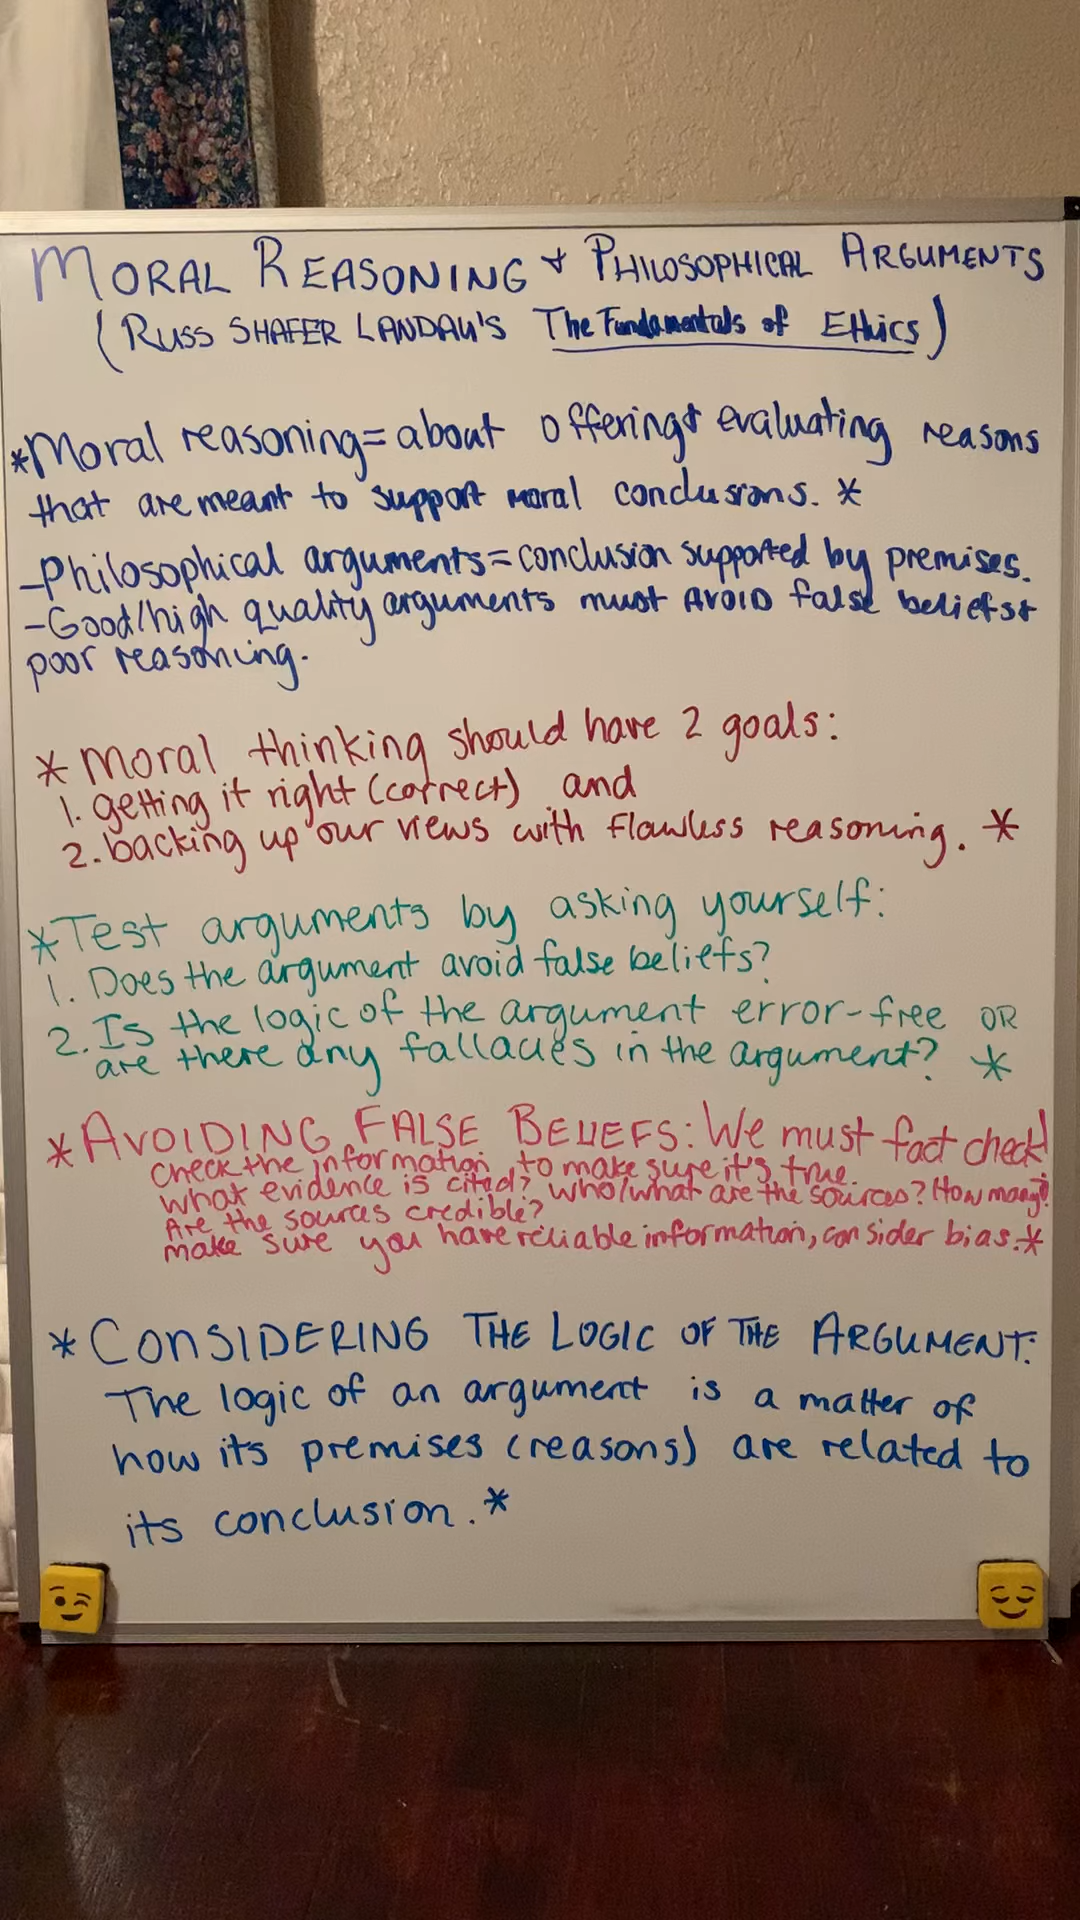 MORAL REASONING & PHILOSOPHICAL ARGUMENTS
(RUSS SHAFER LANDAU'S The Fundamentals of Ethics)
*Moral reasoning = about offering & evaluating reasons
that are meant to support moral conclusions. *
-Philosophical arguments = conclusion supported by premises.
-Good/high quality arguments must AVOID false beliefs &
poor reasoning.
* Moral thinking should have 2 goals:
1. getting it right (correct) and
2. backing up our views with flawless reasoning. *
*Test arguments by asking yourself:
1. Does the argument avoid false beliefs?
2. Is the logic of the argument error-free OR
are there any fallacies in the argument? *
*AVOIDING FALSE BELIEFS: We must fact check!
Check the information to make sure it's true.
What evidence is cited? Who/what are the sources? How many?
Are the sources credible?
make sure you have reliable information, consider bias.*
* CONSIDERING THE LOGIC OF THE ARGUMENT:
The logic of an argument is a matter of
how its premises (reasons) are related to
its conclusion. *